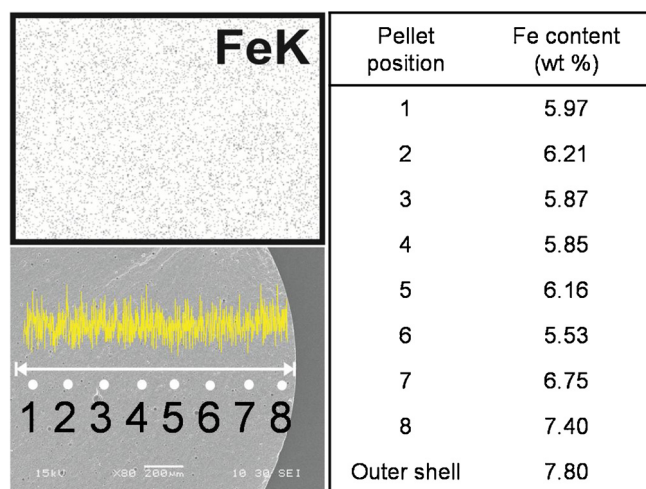 FeK
1 2 3 4 5 6 7 8
15kV X80 200μm 10 30 SEI
Pellet position Fe content (wt %)
1 5.97
2 6.21
3 5.87
4 5.85
5 6.16
6 5.53
7 6.75
8 7.40
Outer shell 7.80